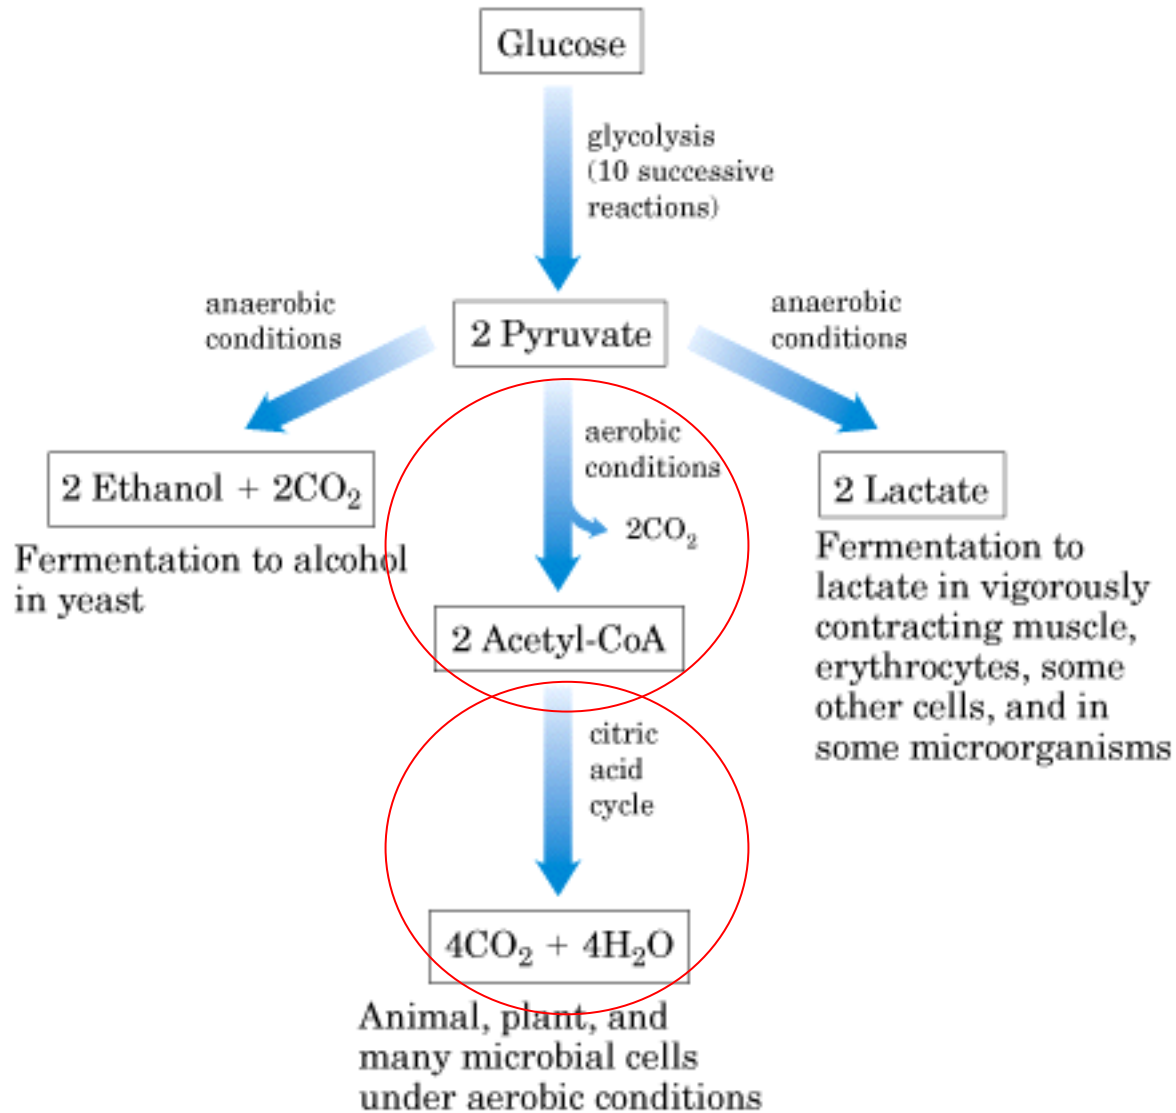 Glucose
glycolysis
(10 successive
reactions)
anaerobic
conditions
2 Pyruvate
anaerobic
conditions
aerobic
conditions
2CO₂
2 Ethanol + 2CO₂
Fermentation to alcohol
in yeast
2 Lactate
Fermentation to
lactate in vigorously
contracting muscle,
erythrocytes, some
other cells, and in
some microorganisms
2 Acetyl-CoA
citric
acid
cycle
4CO₂ + 4H₂O
Animal, plant, and
many microbial cells
under aerobic conditions